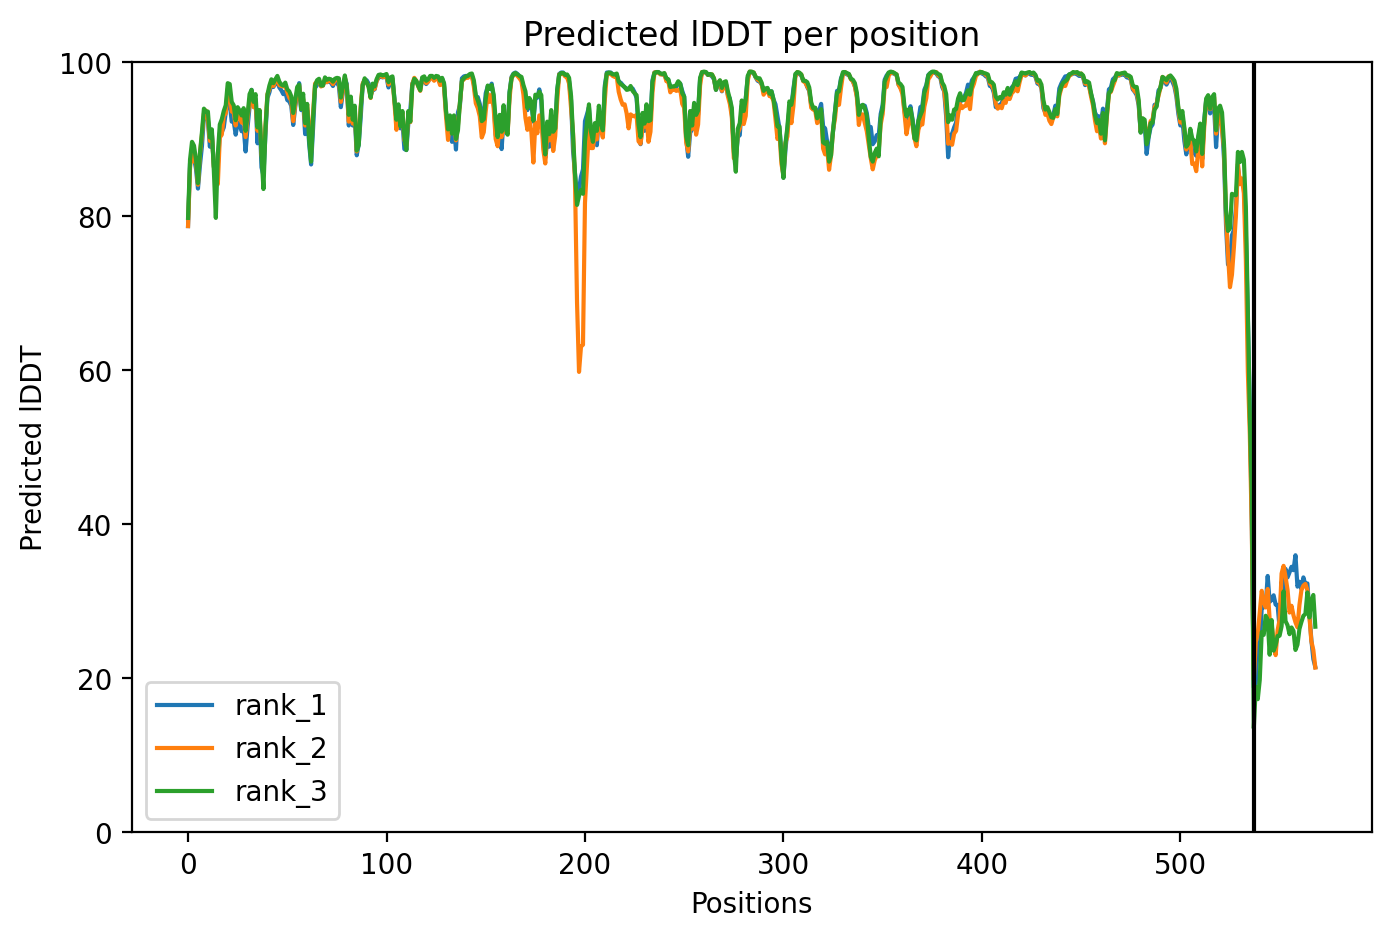 Predicted lDDT per position
100
80
60
40
20
0
Predicted lDDT
rank_1
rank_2
rank_3
0 100 200 300 400 500
Positions